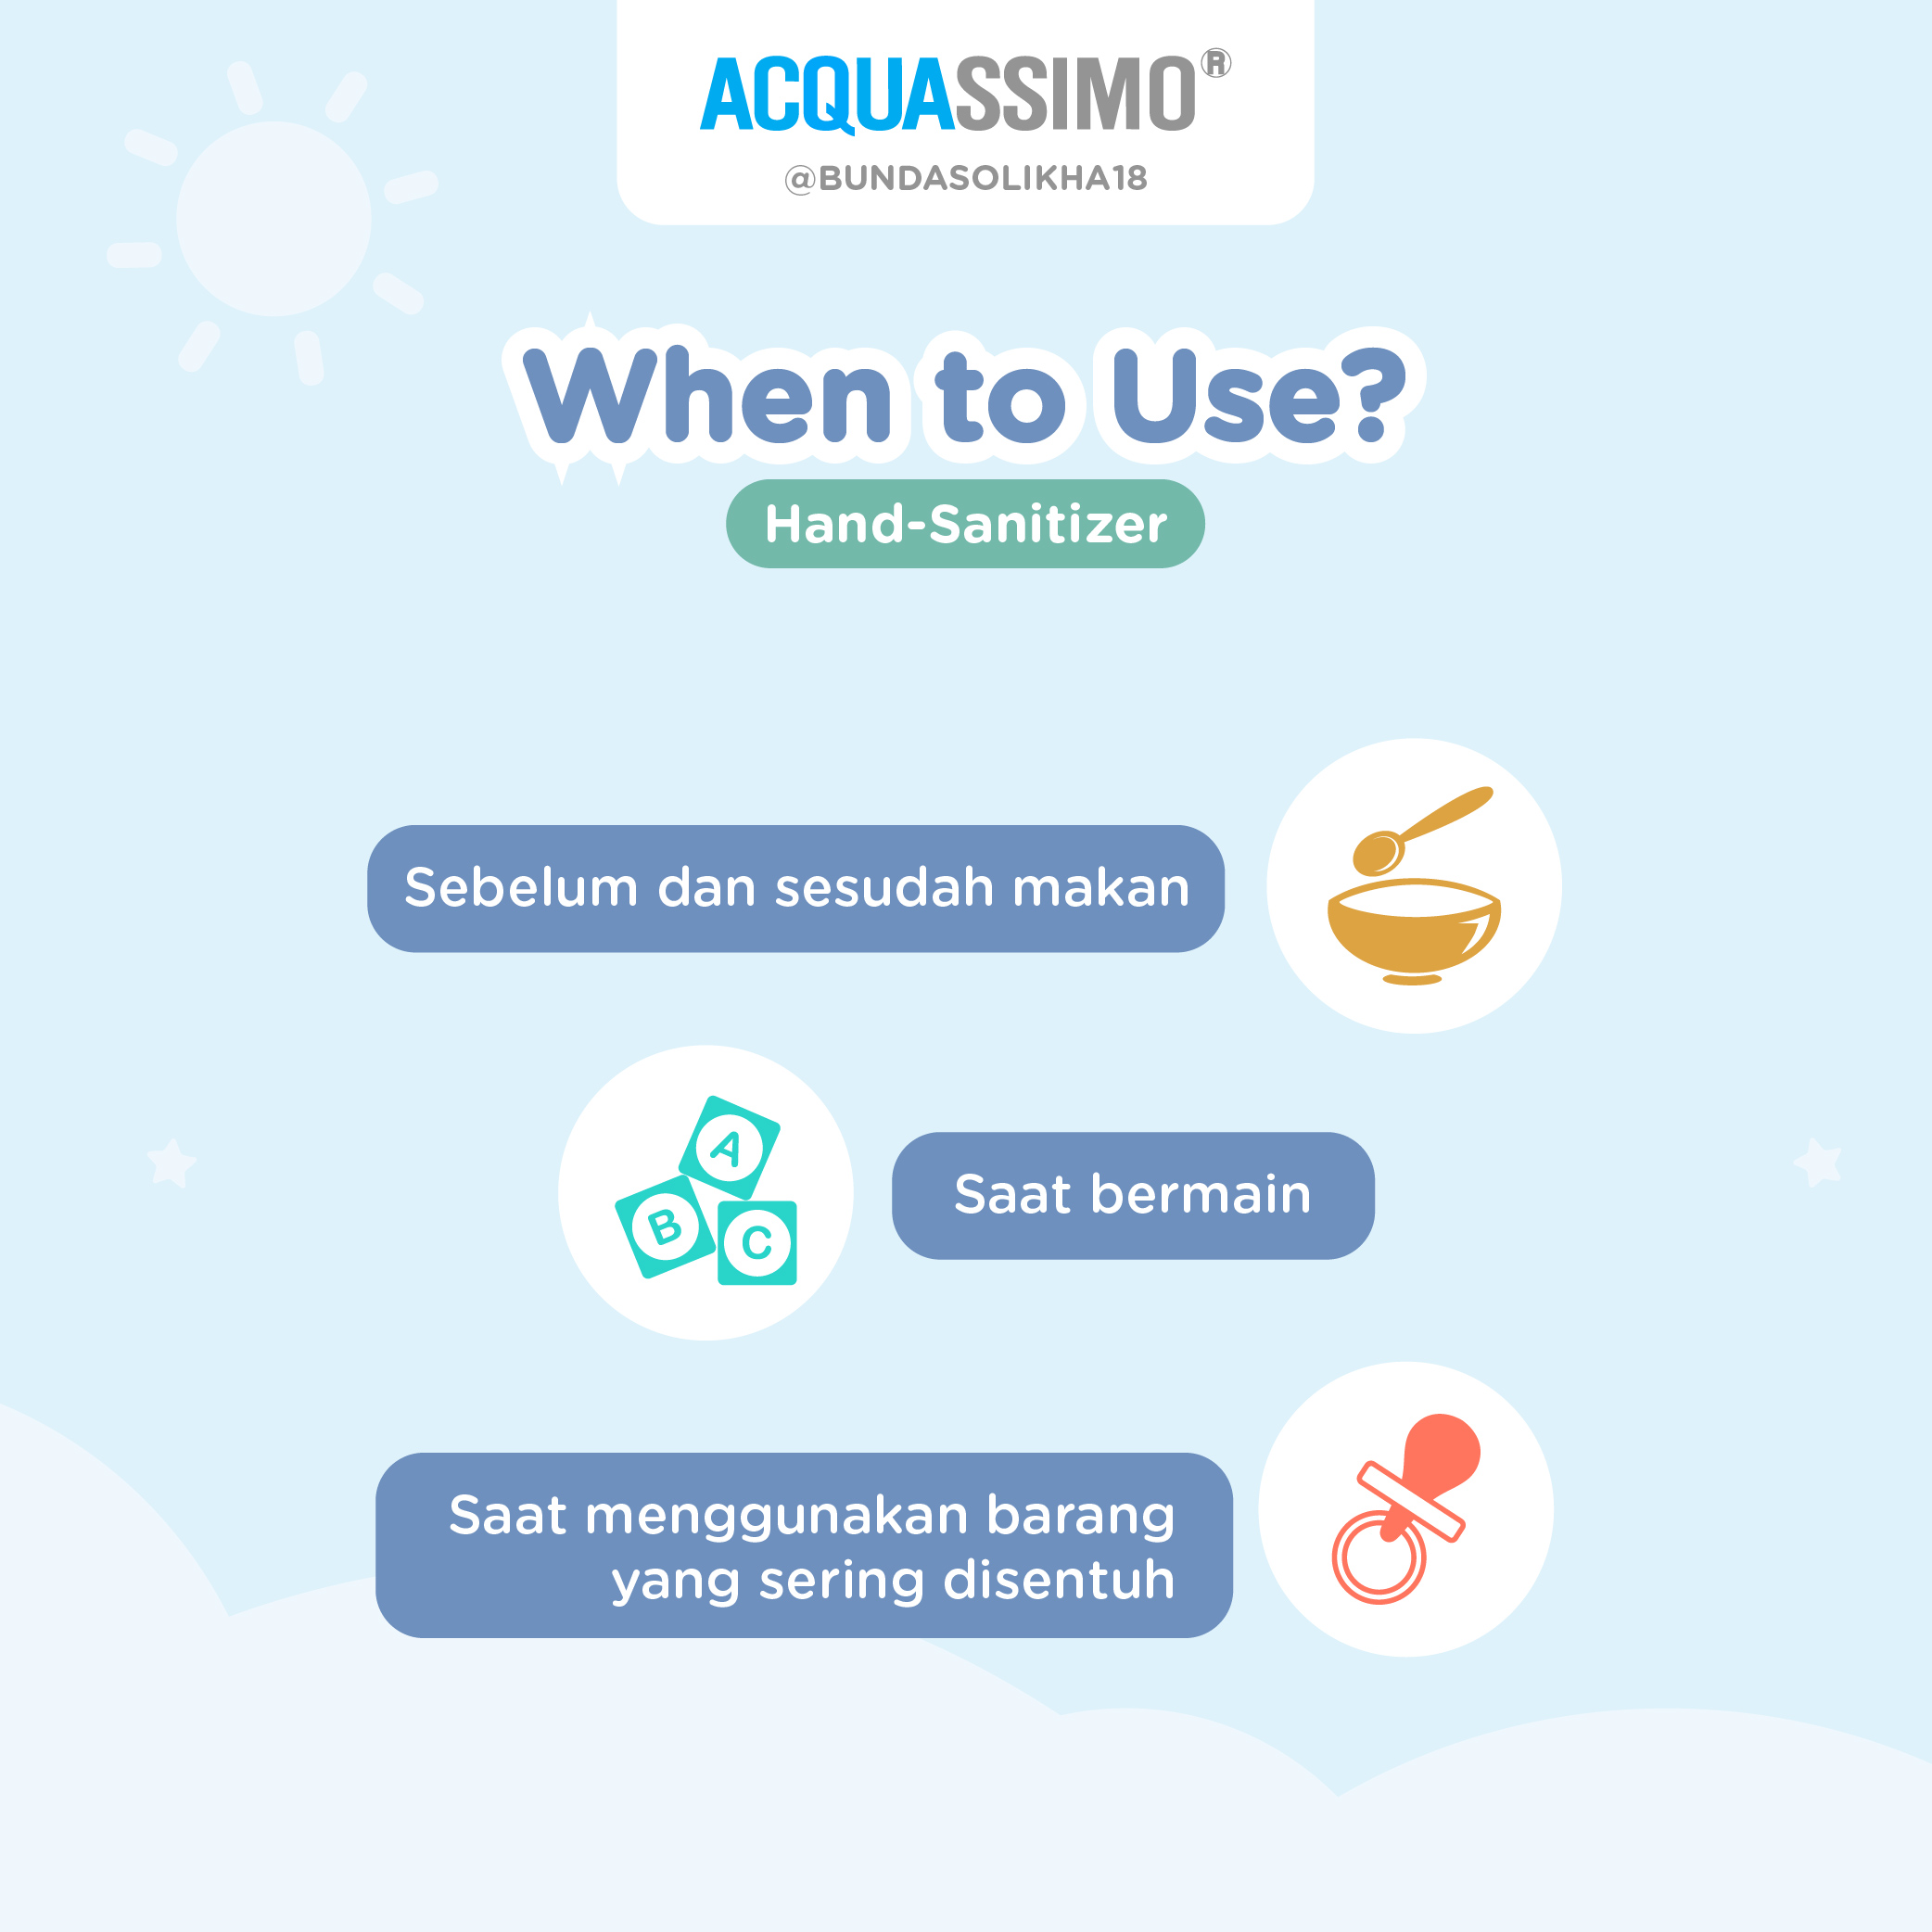 ACQUASSIMO®
@BUNDASOLIKHA18
When to Use?
Hand-Sanitizer
Sebelum dan sesudah makan
A
B
C
Saat bermain
Saat menggunakan barang
yang sering disentuh